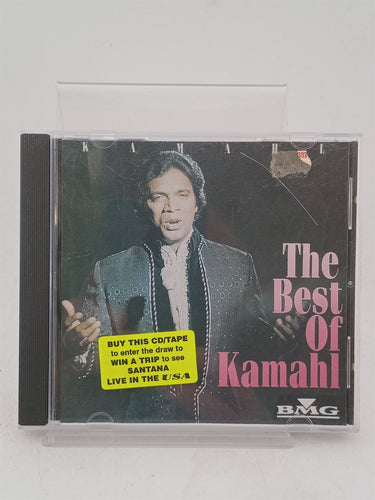 KAMAHL
The
Best
Of
Kamahl
BUY THIS CD/TAPE
to enter the draw to
WIN A TRIP to see
SANTANA
LIVE IN THE USA
BMG